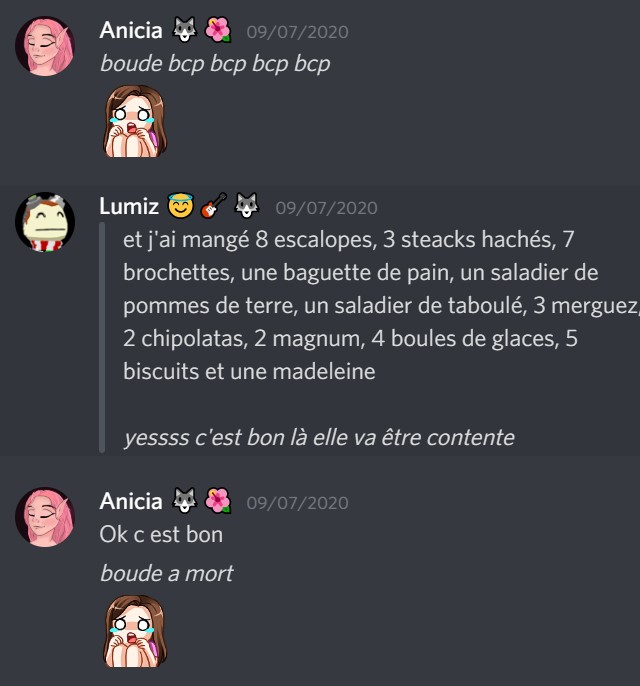 Anicia 🐺 🌺 09/07/2020
boude bcp bcp bcp bcp
Lumiz 😇 🎸 🐺 09/07/2020
et j'ai mangé 8 escalopes, 3 steacks hachés, 7
brochettes, une baguette de pain, un saladier de
pommes de terre, un saladier de taboulé, 3 merguez,
2 chipolatas, 2 magnum, 4 boules de glaces, 5
biscuits et une madeleine
yessss c'est bon là elle va être contente
Anicia 🐺 🌺 09/07/2020
Ok c est bon
boude a mort